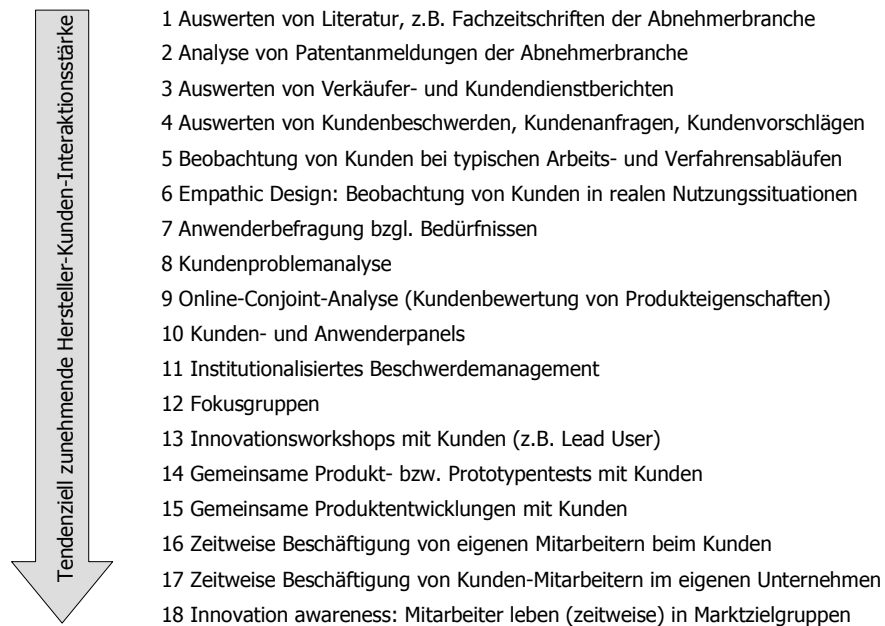 Tendenziell zunehmende Hersteller-Kunden-Interaktionsstärke
1 Auswerten von Literatur, z.B. Fachzeitschriften der Abnehmerbranche
2 Analyse von Patentanmeldungen der Abnehmerbranche
3 Auswerten von Verkäufer- und Kundendienstberichten
4 Auswerten von Kundenbeschwerden, Kundenanfragen, Kundenvorschlägen
5 Beobachtung von Kunden bei typischen Arbeits- und Verfahrensabläufen
6 Empathic Design: Beobachtung von Kunden in realen Nutzungssituationen
7 Anwenderbefragung bzgl. Bedürfnissen
8 Kundenproblemanalyse
9 Online-Conjoint-Analyse (Kundenbewertung von Produkteigenschaften)
10 Kunden- und Anwenderpanels
11 Institutionalisiertes Beschwerdemanagement
12 Fokusgruppen
13 Innovationsworkshops mit Kunden (z.B. Lead User)
14 Gemeinsame Produkt- bzw. Prototypentests mit Kunden
15 Gemeinsame Produktentwicklungen mit Kunden
16 Zeitweise Beschäftigung von eigenen Mitarbeitern beim Kunden
17 Zeitweise Beschäftigung von Kunden-Mitarbeitern im eigenen Unternehmen
18 Innovation awareness: Mitarbeiter leben (zeitweise) in Marktzielgruppen